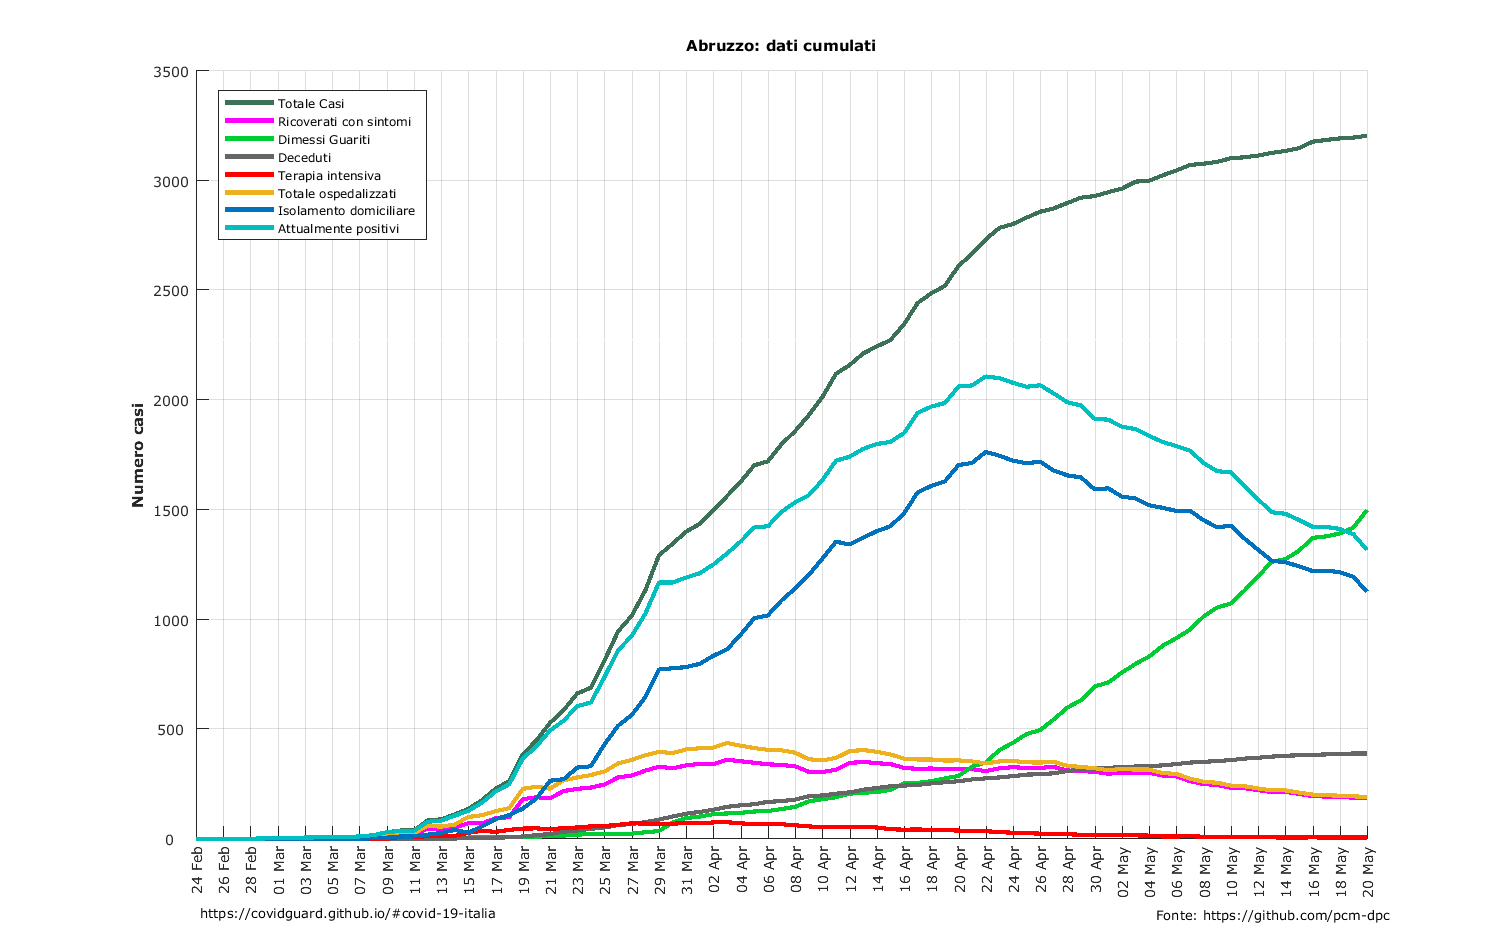 Abruzzo: dati cumulati
3500
3000
2500
2000
1500
1000
500
0
Numero casi
Totale Casi
Ricoverati con sintomi
Dimessi Guariti
Deceduti
Terapia intensiva
Totale ospedalizzati
Isolamento domiciliare
Attualmente positivi
24 Feb
26 Feb
28 Feb
01 Mar
03 Mar
05 Mar
07 Mar
09 Mar
11 Mar
13 Mar
15 Mar
17 Mar
19 Mar
21 Mar
23 Mar
25 Mar
27 Mar
29 Mar
31 Mar
02 Apr
04 Apr
06 Apr
08 Apr
10 Apr
12 Apr
14 Apr
16 Apr
18 Apr
20 Apr
22 Apr
24 Apr
26 Apr
28 Apr
30 Apr
02 May
04 May
06 May
08 May
10 May
12 May
14 May
16 May
18 May
20 May
https://covidguard.github.io/#covid-19-italia
Fonte: https://github.com/pcm-dpc